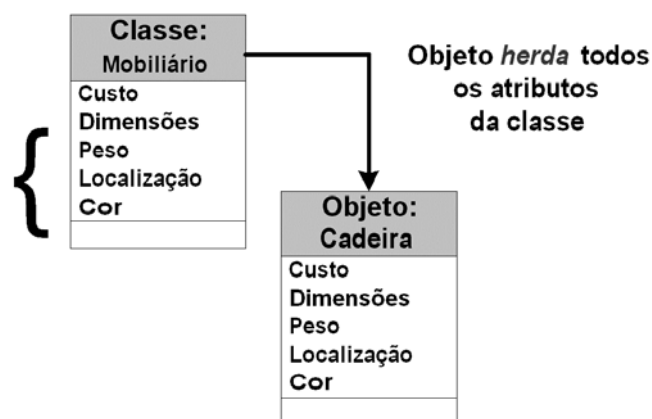 Classe:
Mobiliário
Custo
Dimensões
Peso
Localização
Cor
Objeto herda todos
os atributos
da classe
Objeto:
Cadeira
Custo
Dimensões
Peso
Localização
Cor